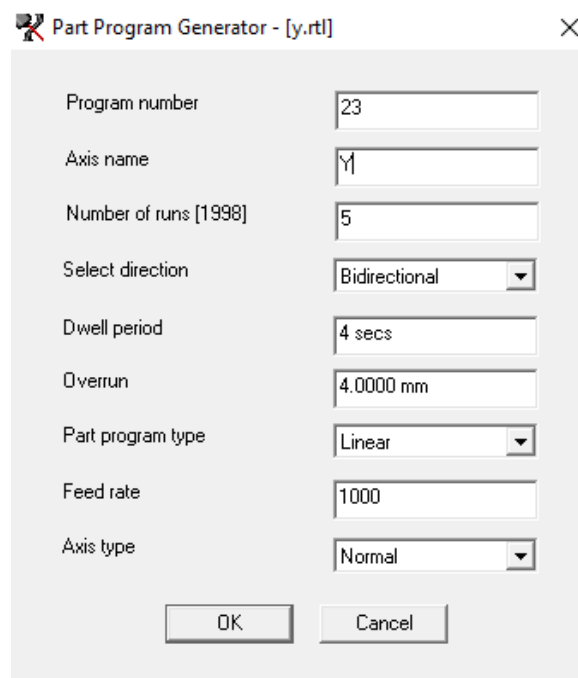 Part Program Generator - [y.rtl]
Program number 23
Axis name Y
Number of runs [1998] 5
Select direction Bidirectional
Dwell period 4 secs
Overrun 4.0000 mm
Part program type Linear
Feed rate 1000
Axis type Normal
OK Cancel